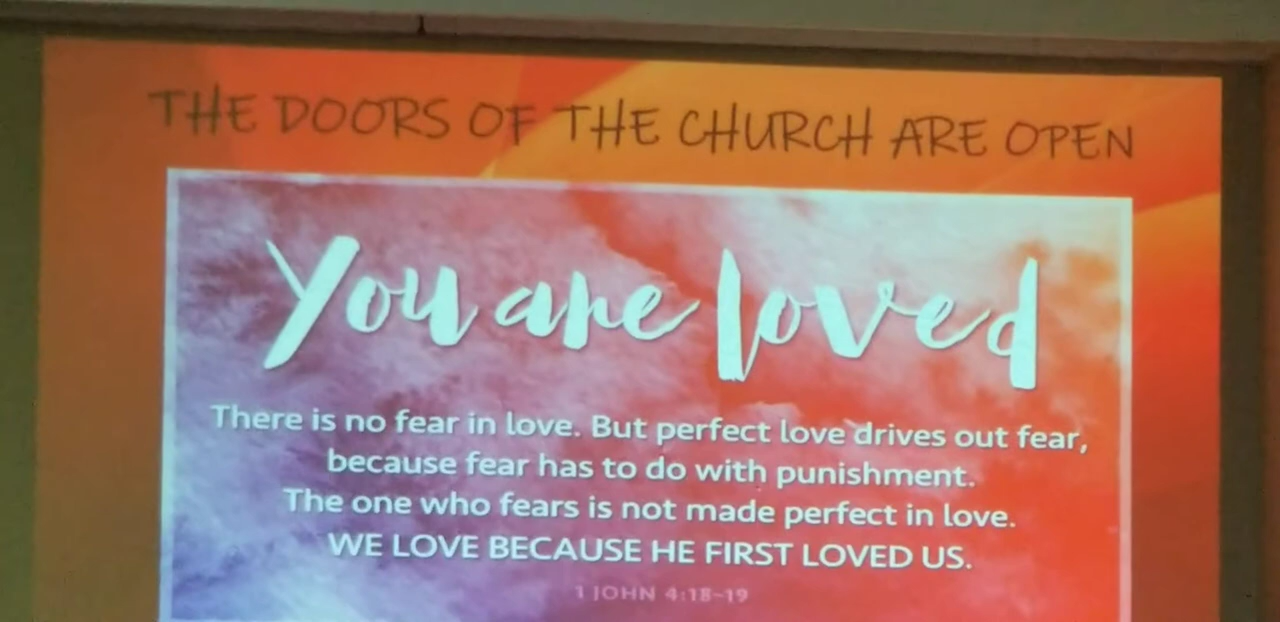 THE DOORS OF THE CHURCH ARE OPEN
You are loved
There is no fear in love. But perfect love drives out fear,
because fear has to do with punishment.
The one who fears is not made perfect in love.
WE LOVE BECAUSE HE FIRST LOVED US.
1 JOHN 4:18-19